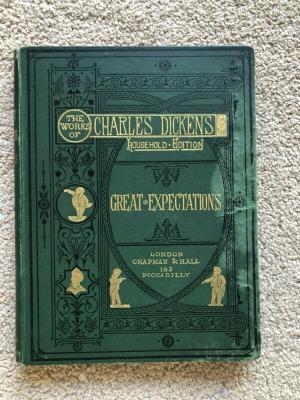 THE
WORKS
OF
CHARLES DICKENS
HOUSEHOLD • EDITION
GREAT EXPECTATIONS
LONDON
CHAPMAN & HALL
193
PICCADILLY